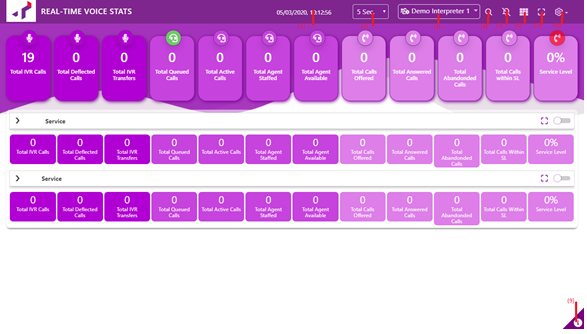 REAL-TIME VOICE STATS
05/03/2020, 19:12:56
5 Sec.
Demo Interpreter 1
19 0 0 0 0 0 0 0 0 0 0 0%
Total IVR Calls Total Deflected Calls Total IVR Transfers Total Queued Calls Total Active Calls Total Agent Staffed Total Agent Available Total Calls Offered Total Answered Calls Total Abandoned Calls Total Calls within SL Service Level
Service
0 0 0 0 0 0 0 0 0 0 0 0%
Total IVR Calls Total Deflected Calls Total IVR Transfers Total Queued Calls Total Active Calls Total Agent Staffed Total Agent Available Total Calls Offered Total Answered Calls Total Abandonded Calls Total Calls Within SL Service Level
Service
0 0 0 0 0 0 0 0 0 0 0 0%
Total IVR Calls Total Deflected Calls Total IVR Transfers Total Queued Calls Total Active Calls Total Agent Staffed Total Agent Available Total Calls Offered Total Answered Calls Total Abandonded Calls Total Calls Within SL Service Level
(9)